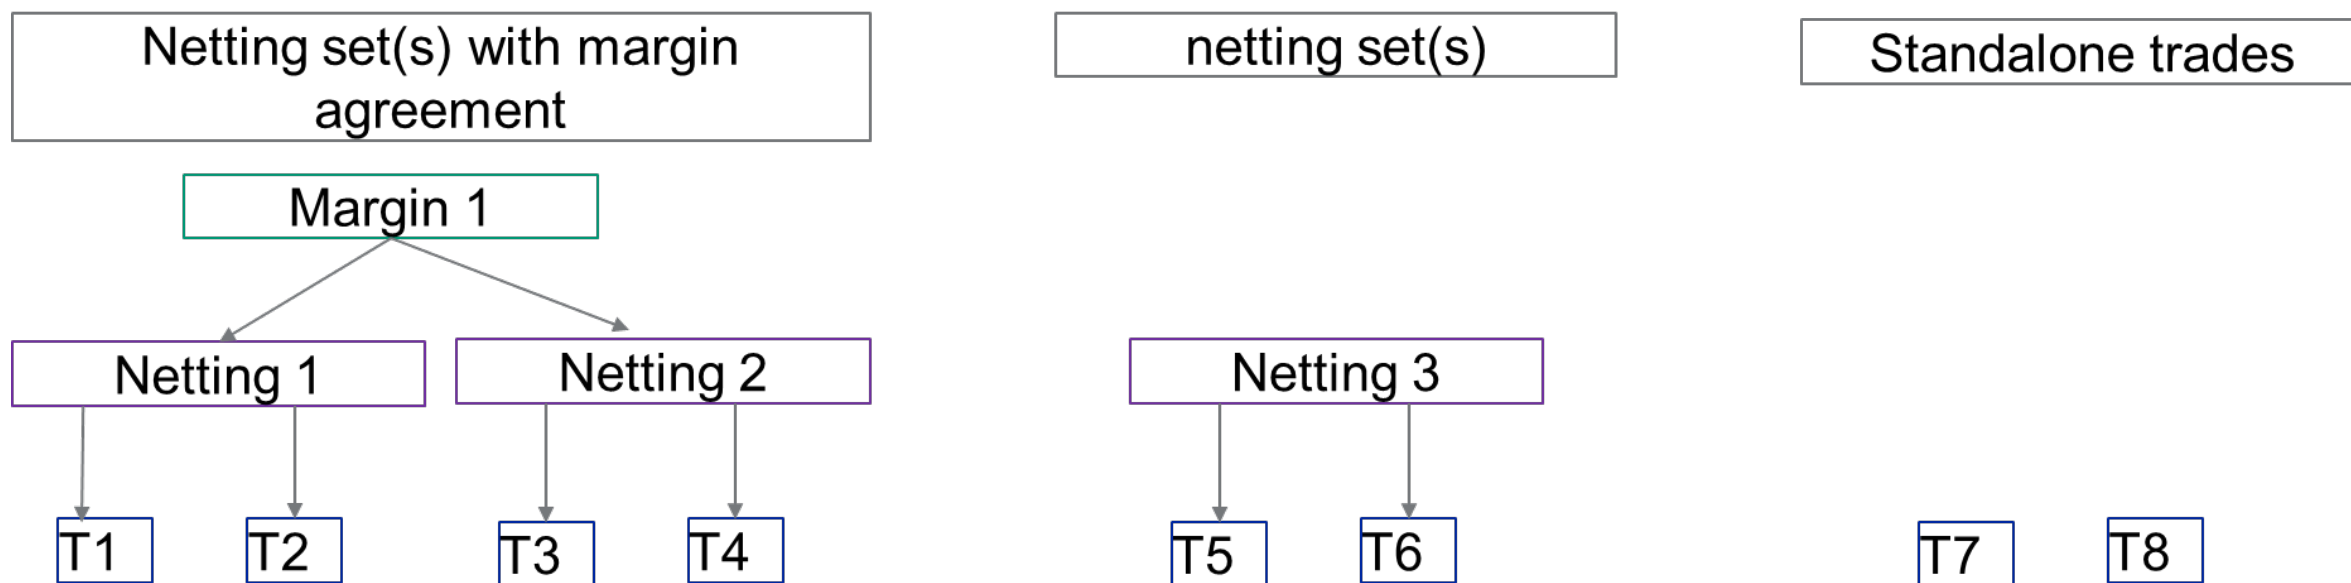 Netting set(s) with margin
agreement
netting set(s)
Standalone trades
Margin 1
Netting 1
Netting 2
Netting 3
T1
T2
T3
T4
T5
T6
T7
T8